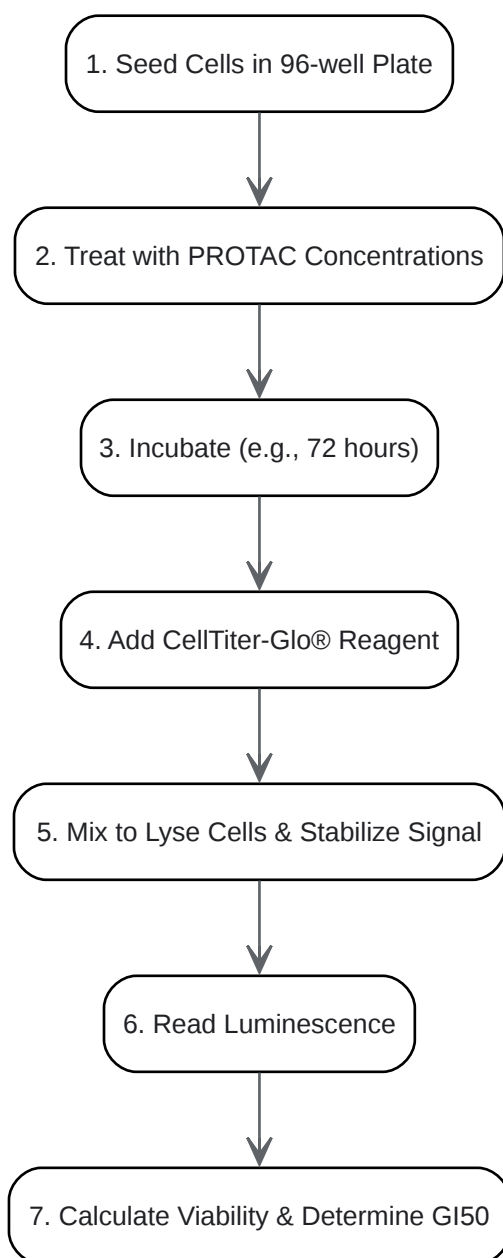 1. Seed Cells in 96-well Plate
2. Treat with PROTAC Concentrations
3. Incubate (e.g., 72 hours)
4. Add CellTiter-Glo® Reagent
5. Mix to Lyse Cells & Stabilize Signal
6. Read Luminescence
7. Calculate Viability & Determine GI50